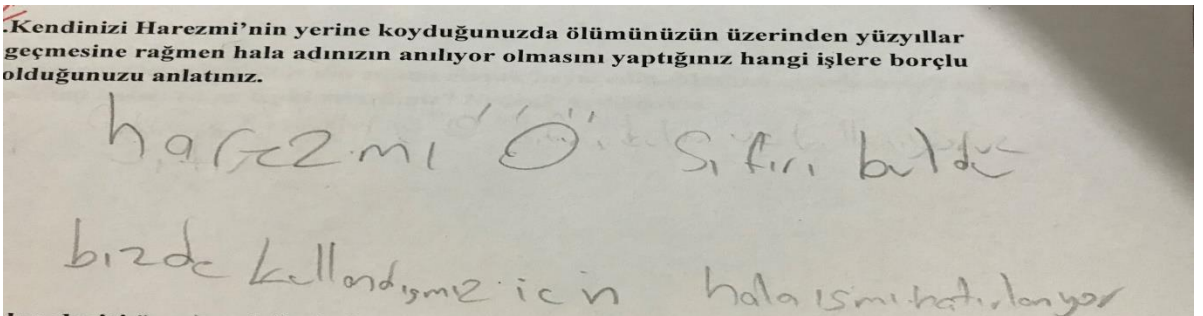 Kendinizi Harezmi'nin yerine koyduğunuzda ölümünüzün üzerinden yüzyıllar
geçmesine rağmen hala adınızın anılıyor olmasını yaptığınız hangi işlere borçlu
olduğunuzu anlatınız.
harezmi "0" sıfırı buldu
bizde kullandığımız için hala ismi hatırlanıyor